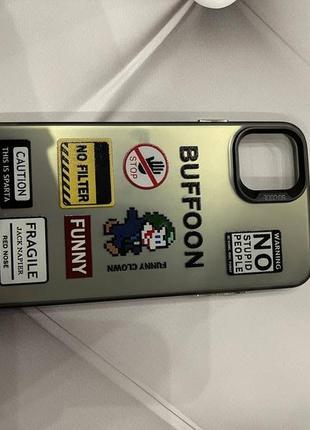 CAUTION
THIS IS SPARTA
NO FILTER
STOP
BUFFOON
FRAGILE
JACK NAPIER
RED NOSE
FUNNY
FUNNY CLOWN
WARNING
NO
STUPID
PEOPLE